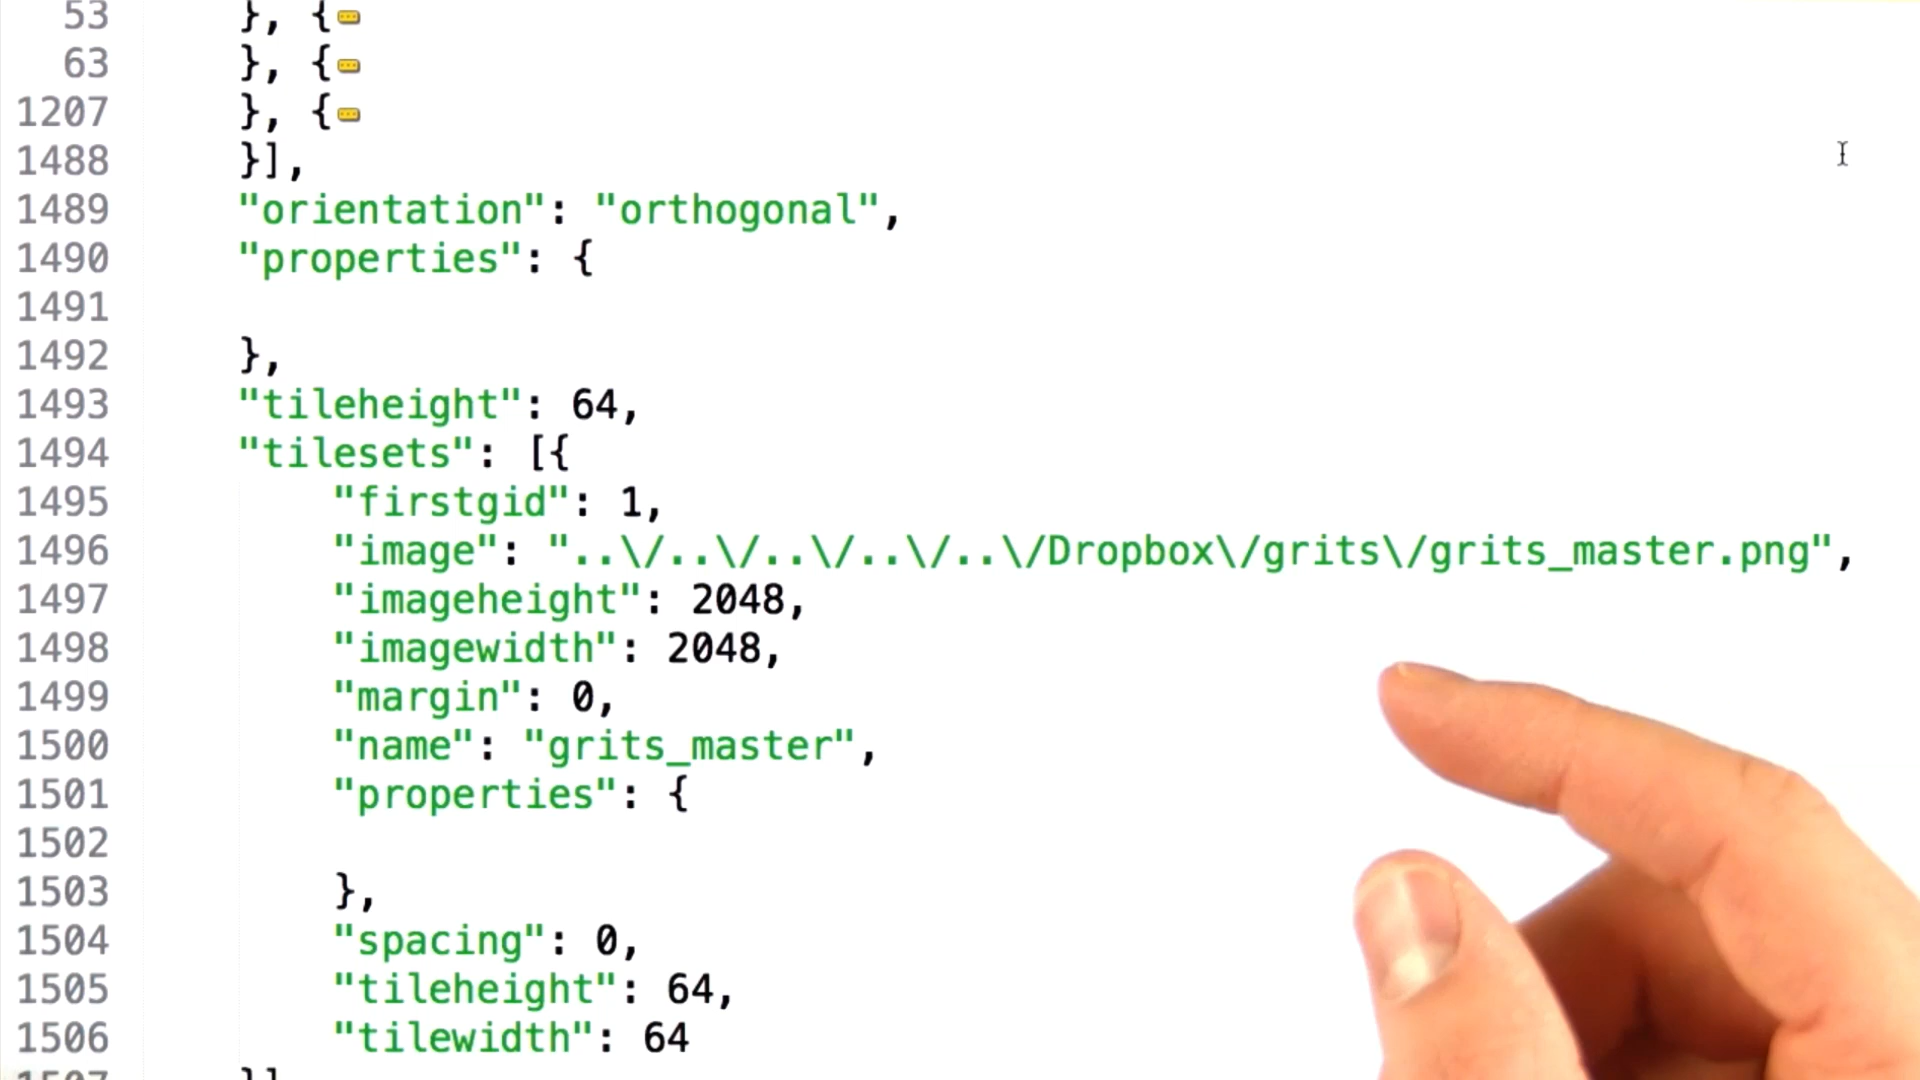 53 }, {
63 }, {
1207 }, {
1488 }],
1489 "orientation": "orthogonal",
1490 "properties": {
1491
1492 },
1493 "tileheight": 64,
1494 "tilesets": [{
1495 "firstgid": 1,
1496 "image": "..\/..\/..\/..\/..\/Dropbox\/grits\/grits_master.png",
1497 "imageheight": 2048,
1498 "imagewidth": 2048,
1499 "margin": 0,
1500 "name": "grits_master",
1501 "properties": {
1502
1503 },
1504 "spacing": 0,
1505 "tileheight": 64,
1506 "tilewidth": 64
1507 }]